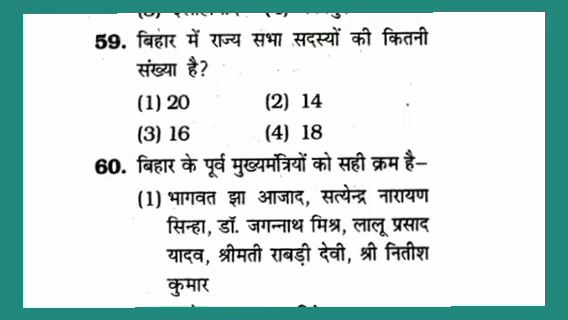 59. बिहार में राज्य सभा सदस्यों की कितनी
संख्या है?
(1) 20 (2) 14
(3) 16 (4) 18
60. बिहार के पूर्व मुख्यमंत्रियों को सही क्रम है–
(1) भागवत झा आजाद, सत्येन्द्र नारायण
सिन्हा, डॉ. जगन्नाथ मिश्र, लालू प्रसाद
यादव, श्रीमती राबड़ी देवी, श्री नितीश
कुमार